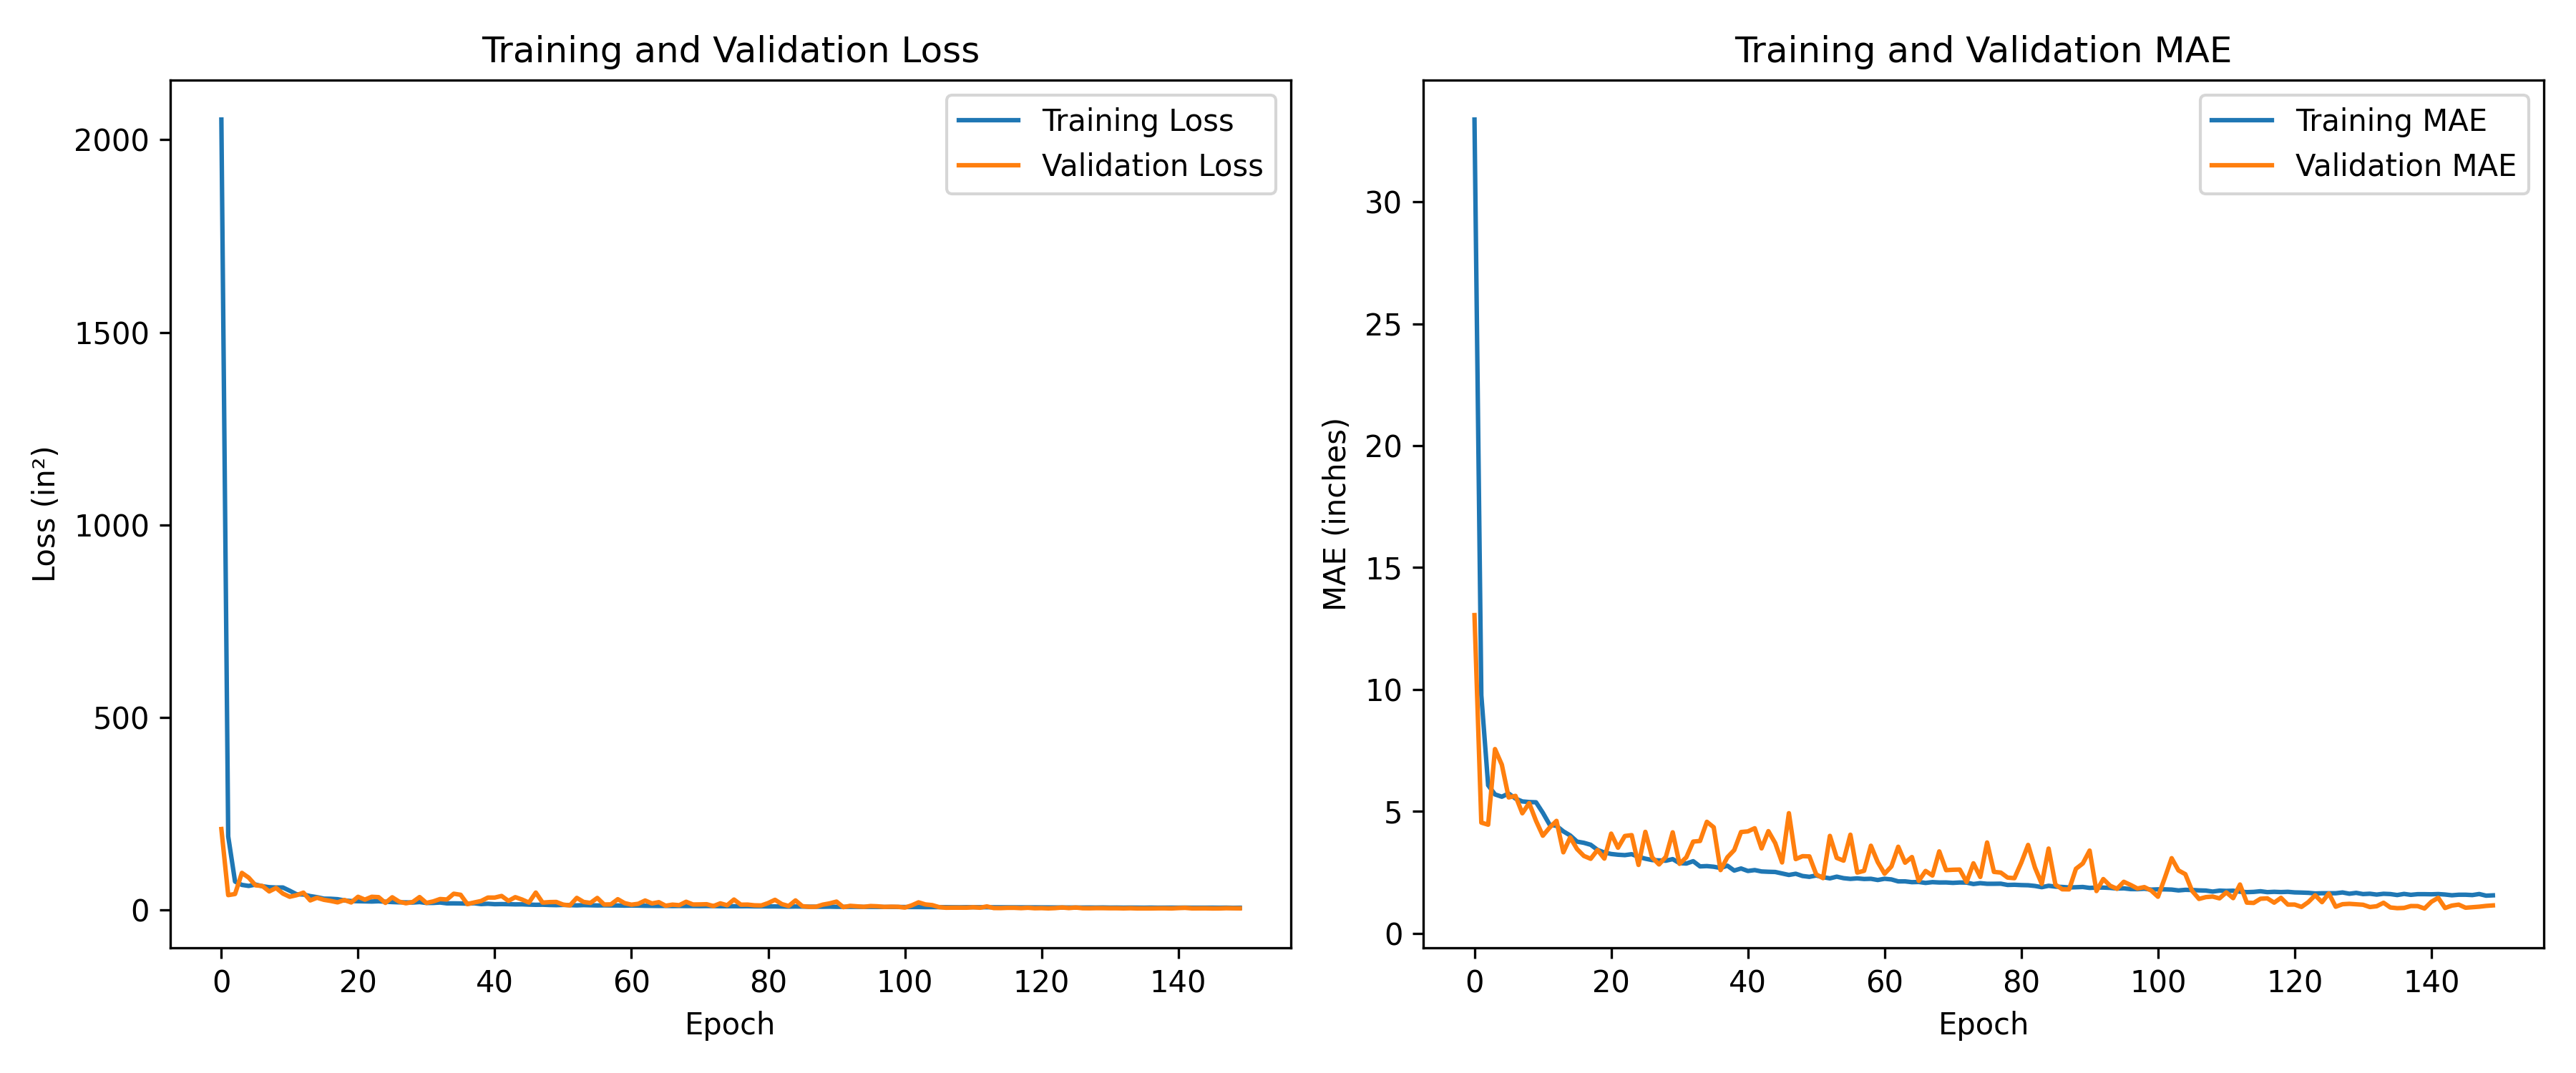 Training and Validation Loss
Training Loss
Validation Loss
2000
1500
1000
500
0
Loss (in²)
0 20 40 60 80 100 120 140
Epoch
Training and Validation MAE
Training MAE
Validation MAE
30
25
20
15
10
5
0
MAE (inches)
0 20 40 60 80 100 120 140
Epoch